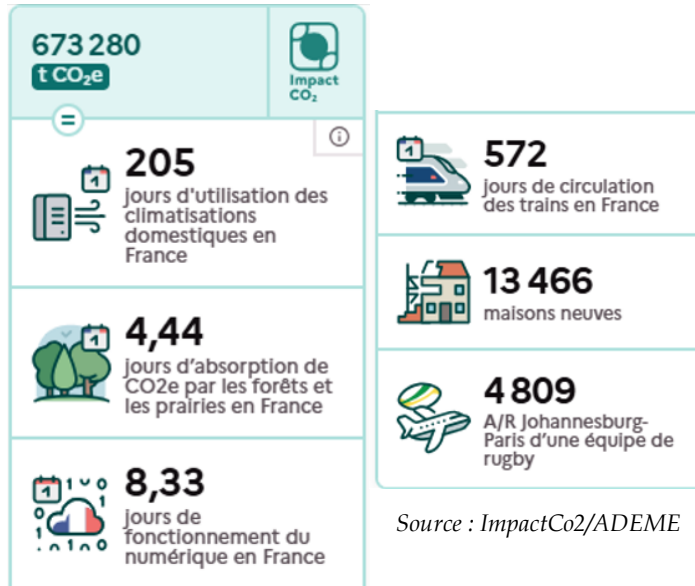 673 280
t CO₂e
Impact
CO₂
=
205
jours d'utilisation des
climatisations
domestiques en
France
4,44
jours d'absorption de
CO2e par les forêts et
les prairies en France
8,33
jours de
fonctionnement du
numérique en France
572
jours de circulation
des trains en France
13 466
maisons neuves
4 809
A/R Johannesburg-
Paris d'une équipe de
rugby
Source : ImpactCo2/ADEME